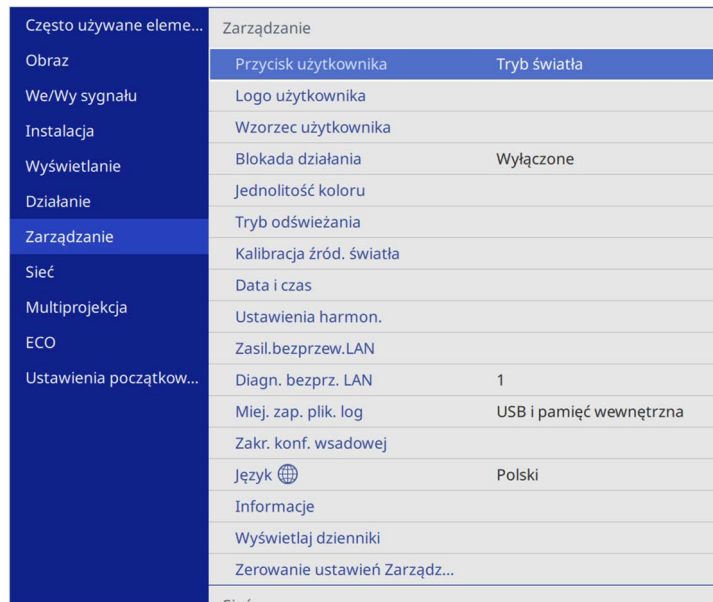 Często używane eleme...
Obraz
We/Wy sygnału
Instalacja
Wyświetlanie
Działanie
Zarządzanie
Sieć
Multiprojekcja
ECO
Ustawienia początkow...
Zarządzanie
Przycisk użytkownika Tryb światła
Logo użytkownika
Wzorzec użytkownika
Blokada działania Wyłączone
Jednolitość koloru
Tryb odświeżania
Kalibracja źród. światła
Data i czas
Ustawienia harmon.
Zasil.bezprzew.LAN
Diagn. bezprz. LAN 1
Miej. zap. plik. log USB i pamięć wewnętrzna
Zakr. konf. wsadowej
Język Polski
Informacje
Wyświetlaj dzienniki
Zerowanie ustawień Zarządz...